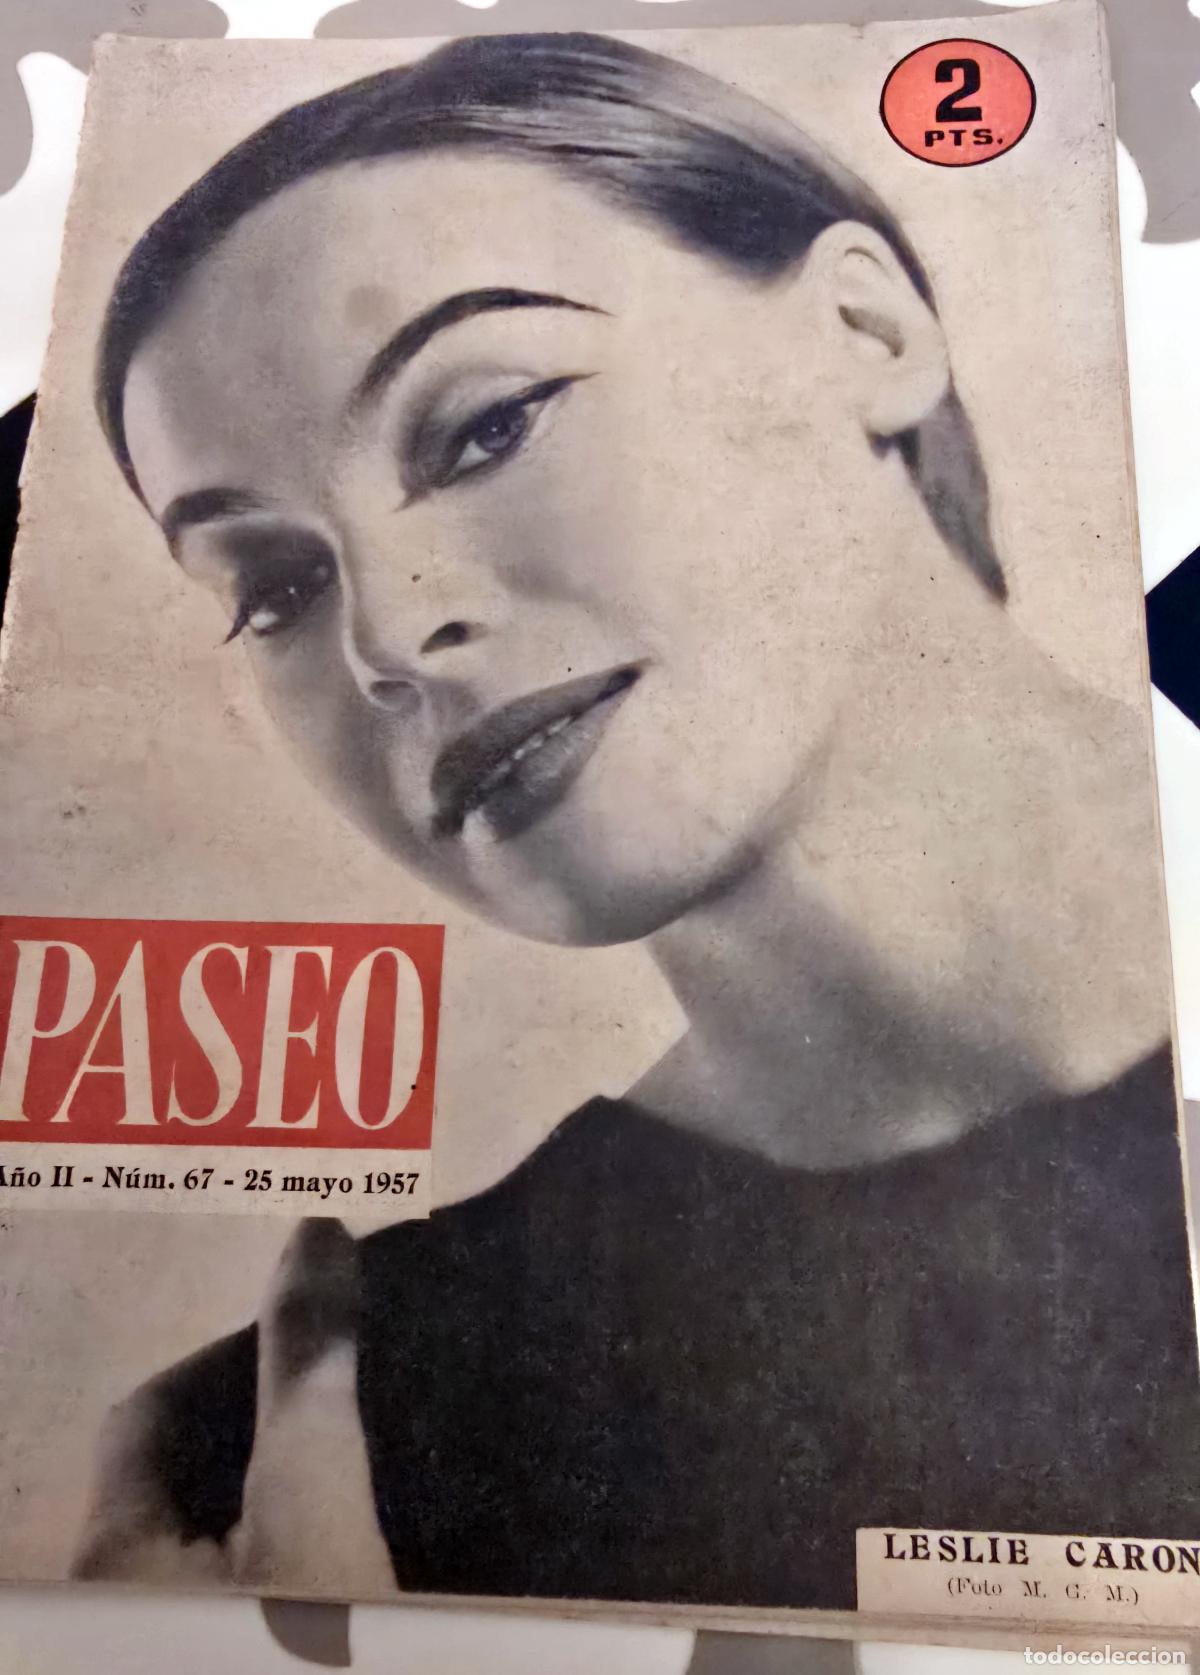 2
PTS.
PASEO
Año II - Núm. 67 - 25 mayo 1957
LESLIE CARON
(Foto M. G. M.)
todocoleccion